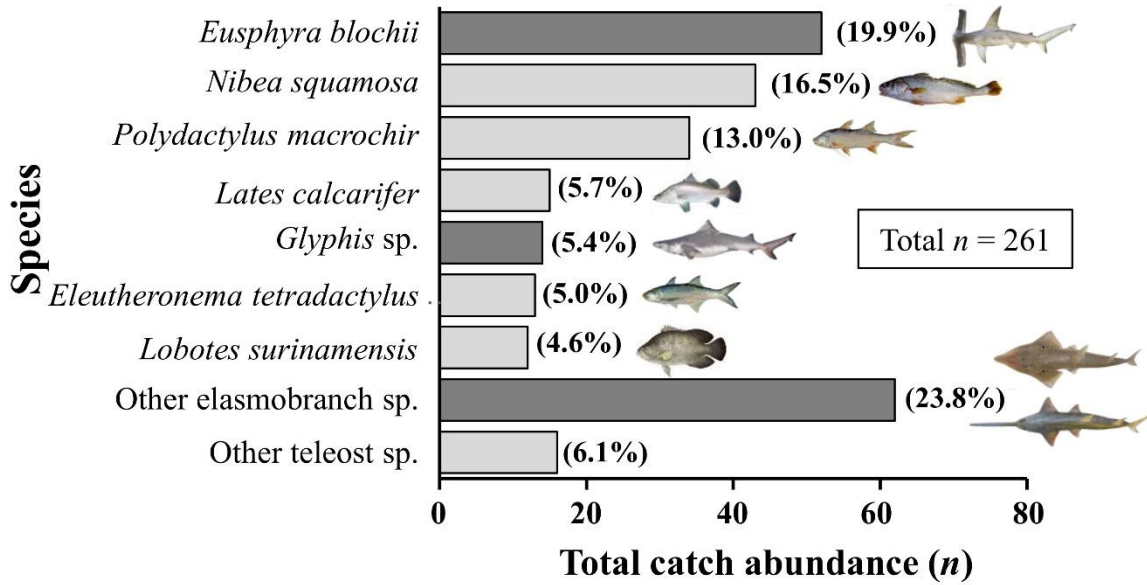 Species
Eusphyra blochii (19.9%)
Nibea squamosa (16.5%)
Polydactylus macrochir (13.0%)
Lates calcarifer (5.7%)
Glyphis sp. (5.4%)
Total n = 261
Eleutheronema tetradactylus (5.0%)
Lobotes surinamensis (4.6%)
Other elasmobranch sp. (23.8%)
Other teleost sp. (6.1%)
0 20 40 60 80
Total catch abundance (n)